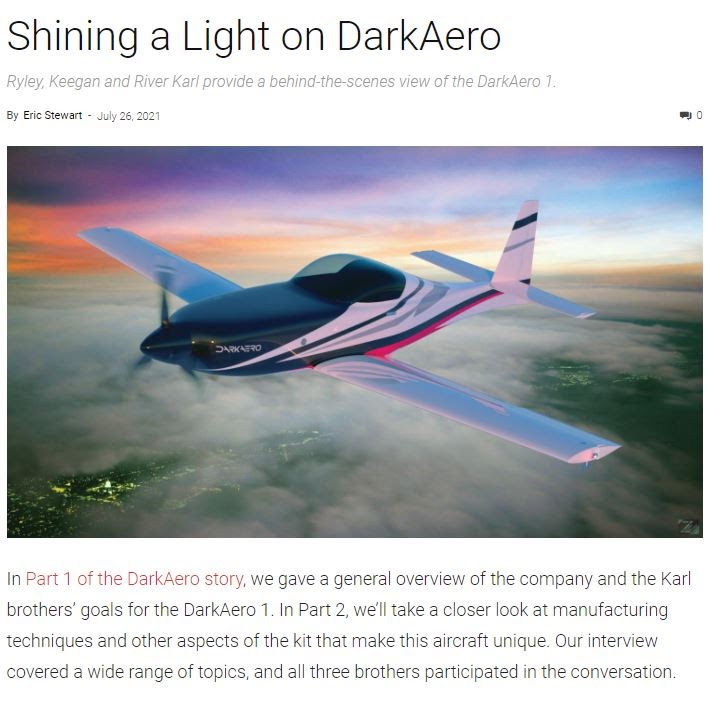 Shining a Light on DarkAero
Ryley, Keegan and River Karl provide a behind-the-scenes view of the DarkAero 1.
By Eric Stewart - July 26, 2021
0
DARKAERO
In Part 1 of the DarkAero story, we gave a general overview of the company and the Karl
brothers’ goals for the DarkAero 1. In Part 2, we’ll take a closer look at manufacturing
techniques and other aspects of the kit that make this aircraft unique. Our interview
covered a wide range of topics, and all three brothers participated in the conversation.